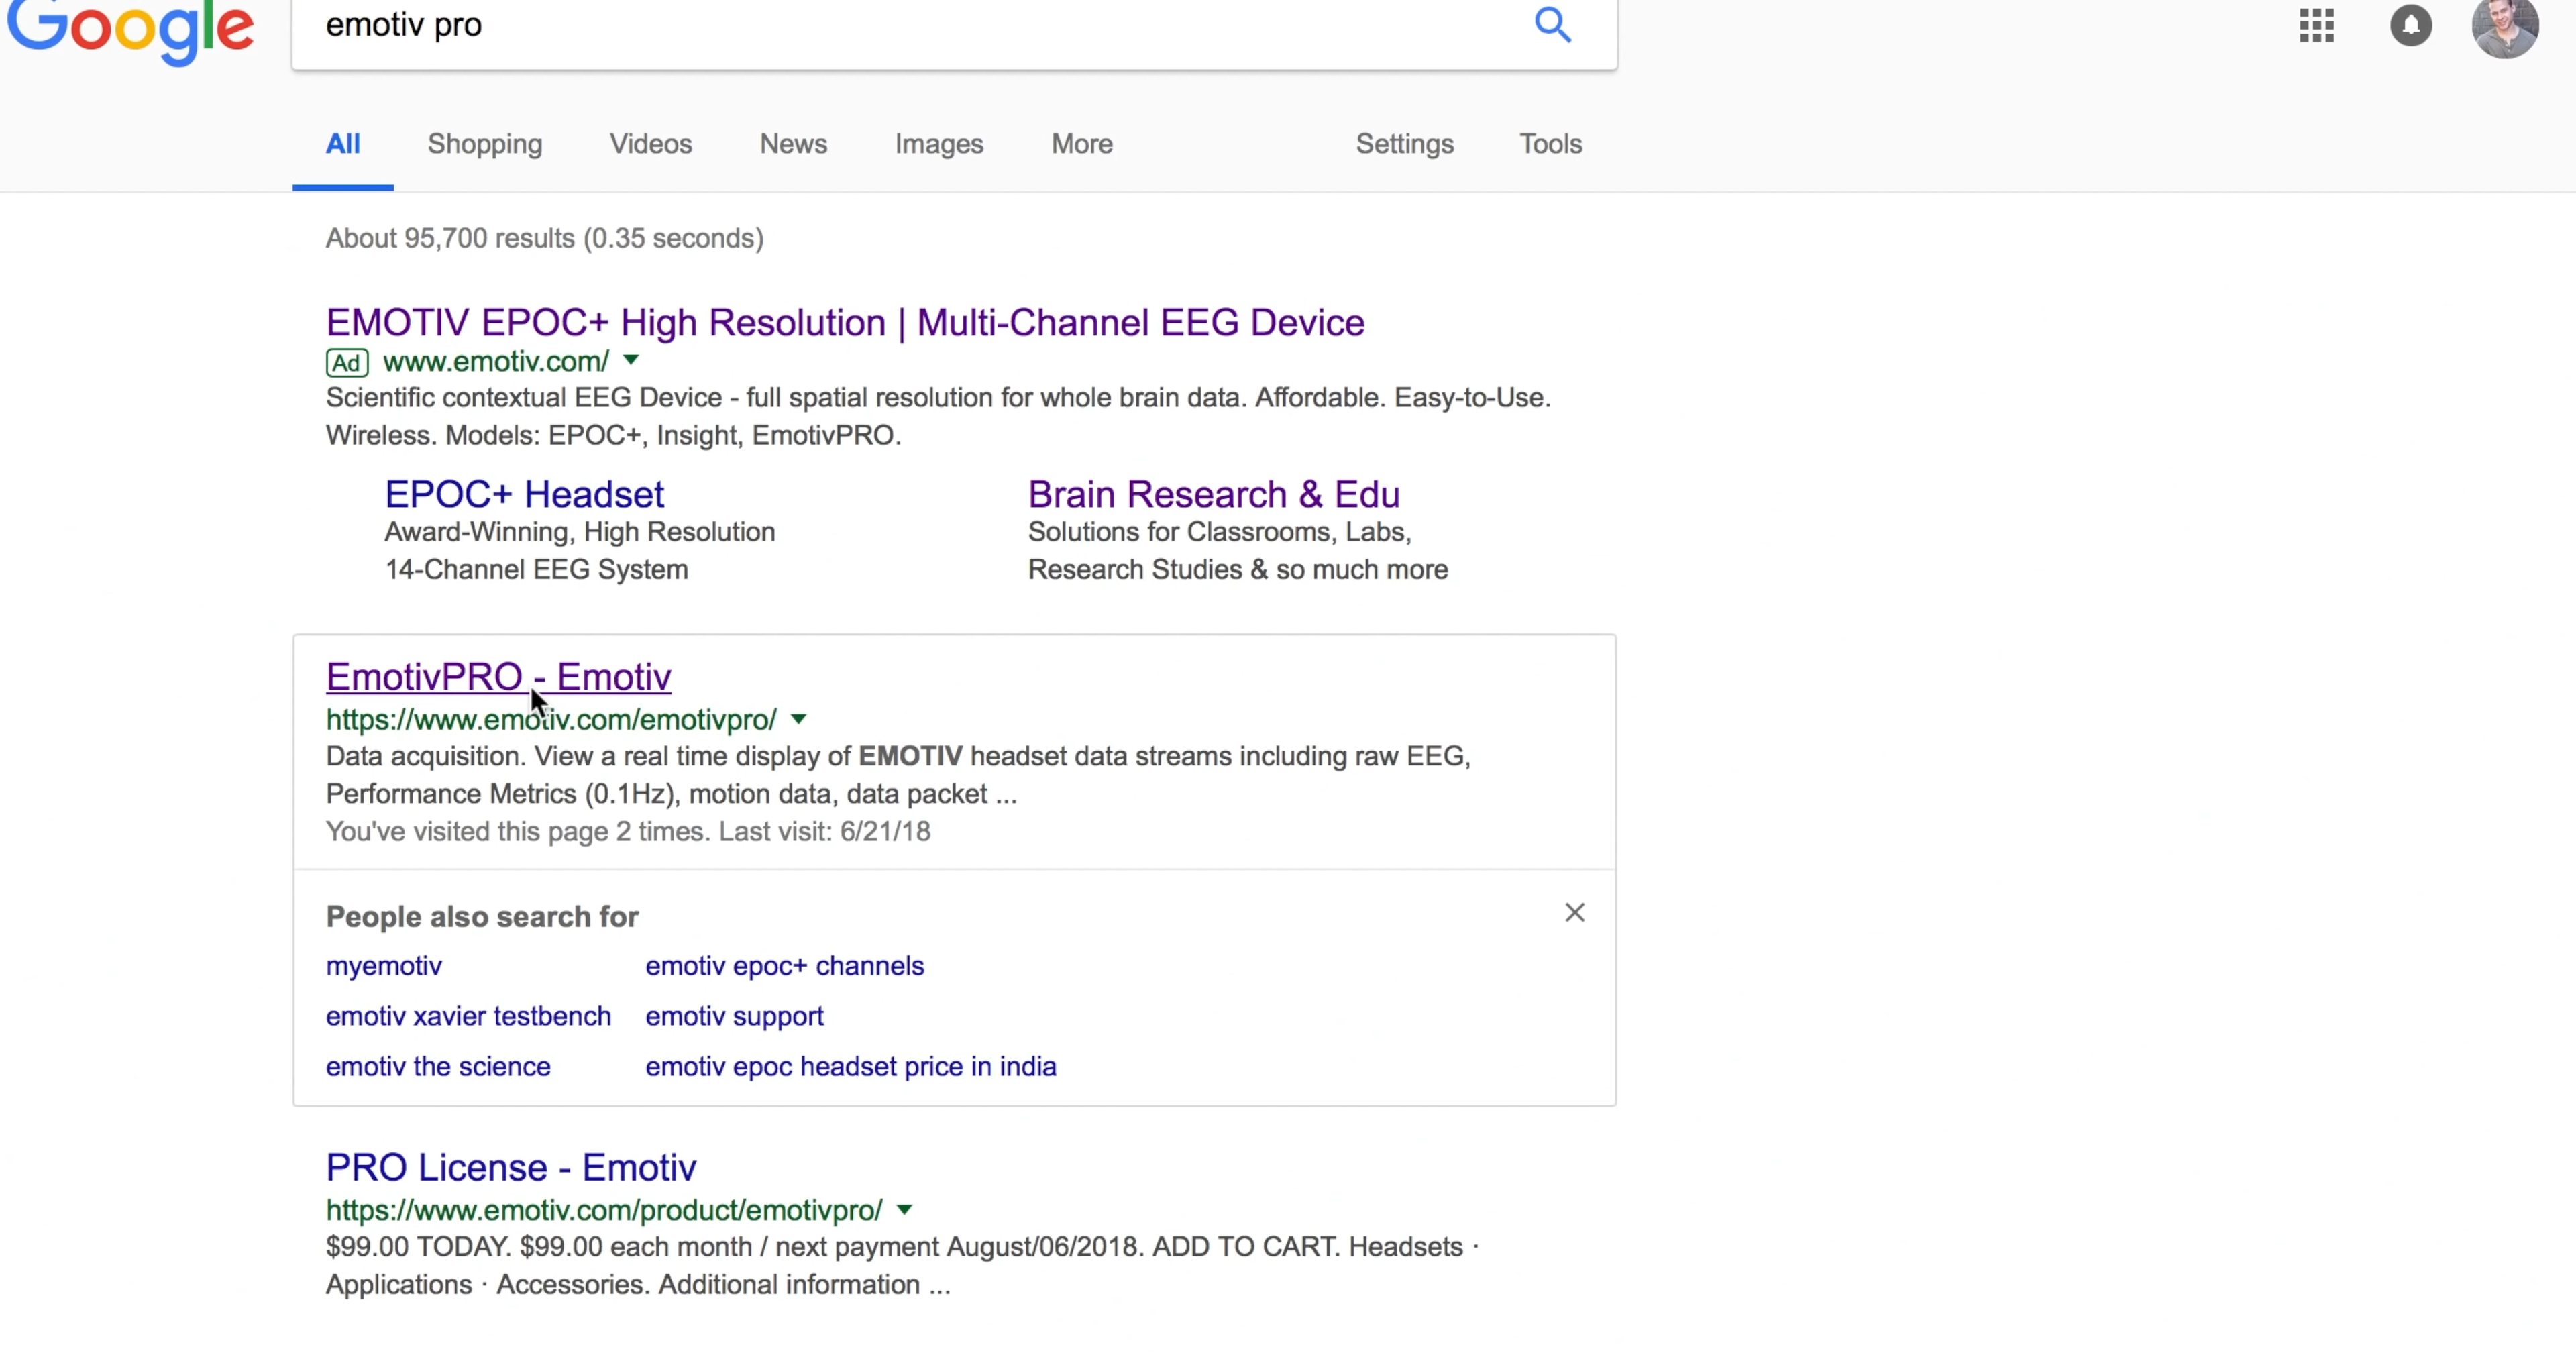 Google
emotiv pro
All Shopping Videos News Images More Settings Tools
About 95,700 results (0.35 seconds)
EMOTIV EPOC+ High Resolution | Multi-Channel EEG Device
Ad www.emotiv.com/
Scientific contextual EEG Device - full spatial resolution for whole brain data. Affordable. Easy-to-Use.
Wireless. Models: EPOC+, Insight, EmotivPRO.
EPOC+ Headset
Award-Winning, High Resolution
14-Channel EEG System
Brain Research & Edu
Solutions for Classrooms, Labs,
Research Studies & so much more
EmotivPRO - Emotiv
https://www.emotiv.com/emotivpro/
Data acquisition. View a real time display of EMOTIV headset data streams including raw EEG,
Performance Metrics (0.1Hz), motion data, data packet ...
You've visited this page 2 times. Last visit: 6/21/18
People also search for
myemotiv emotiv epoc+ channels
emotiv xavier testbench emotiv support
emotiv the science emotiv epoc headset price in india
PRO License - Emotiv
https://www.emotiv.com/product/emotivpro/
$99.00 TODAY. $99.00 each month / next payment August/06/2018. ADD TO CART. Headsets ·
Applications · Accessories. Additional information ...